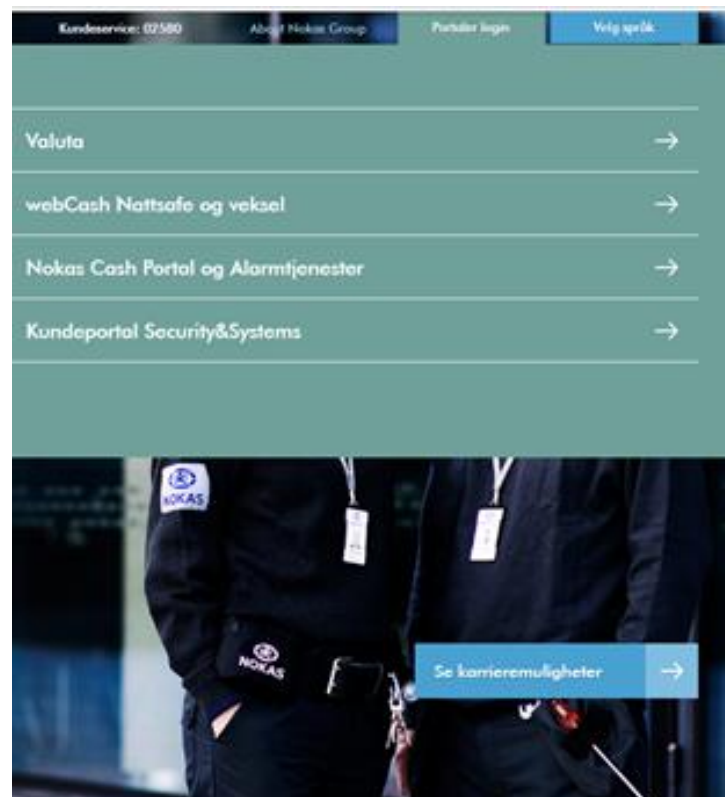 Kundeservice: 02580
About Nokas Group
Portaler login
Velg språk
Valuta
webCash Nattsafe og veksel
Nokas Cash Portal og Alarmtjenester
Kundeportal Security&Systems
NOKAS
NOKAS
Se karrieremuligheter